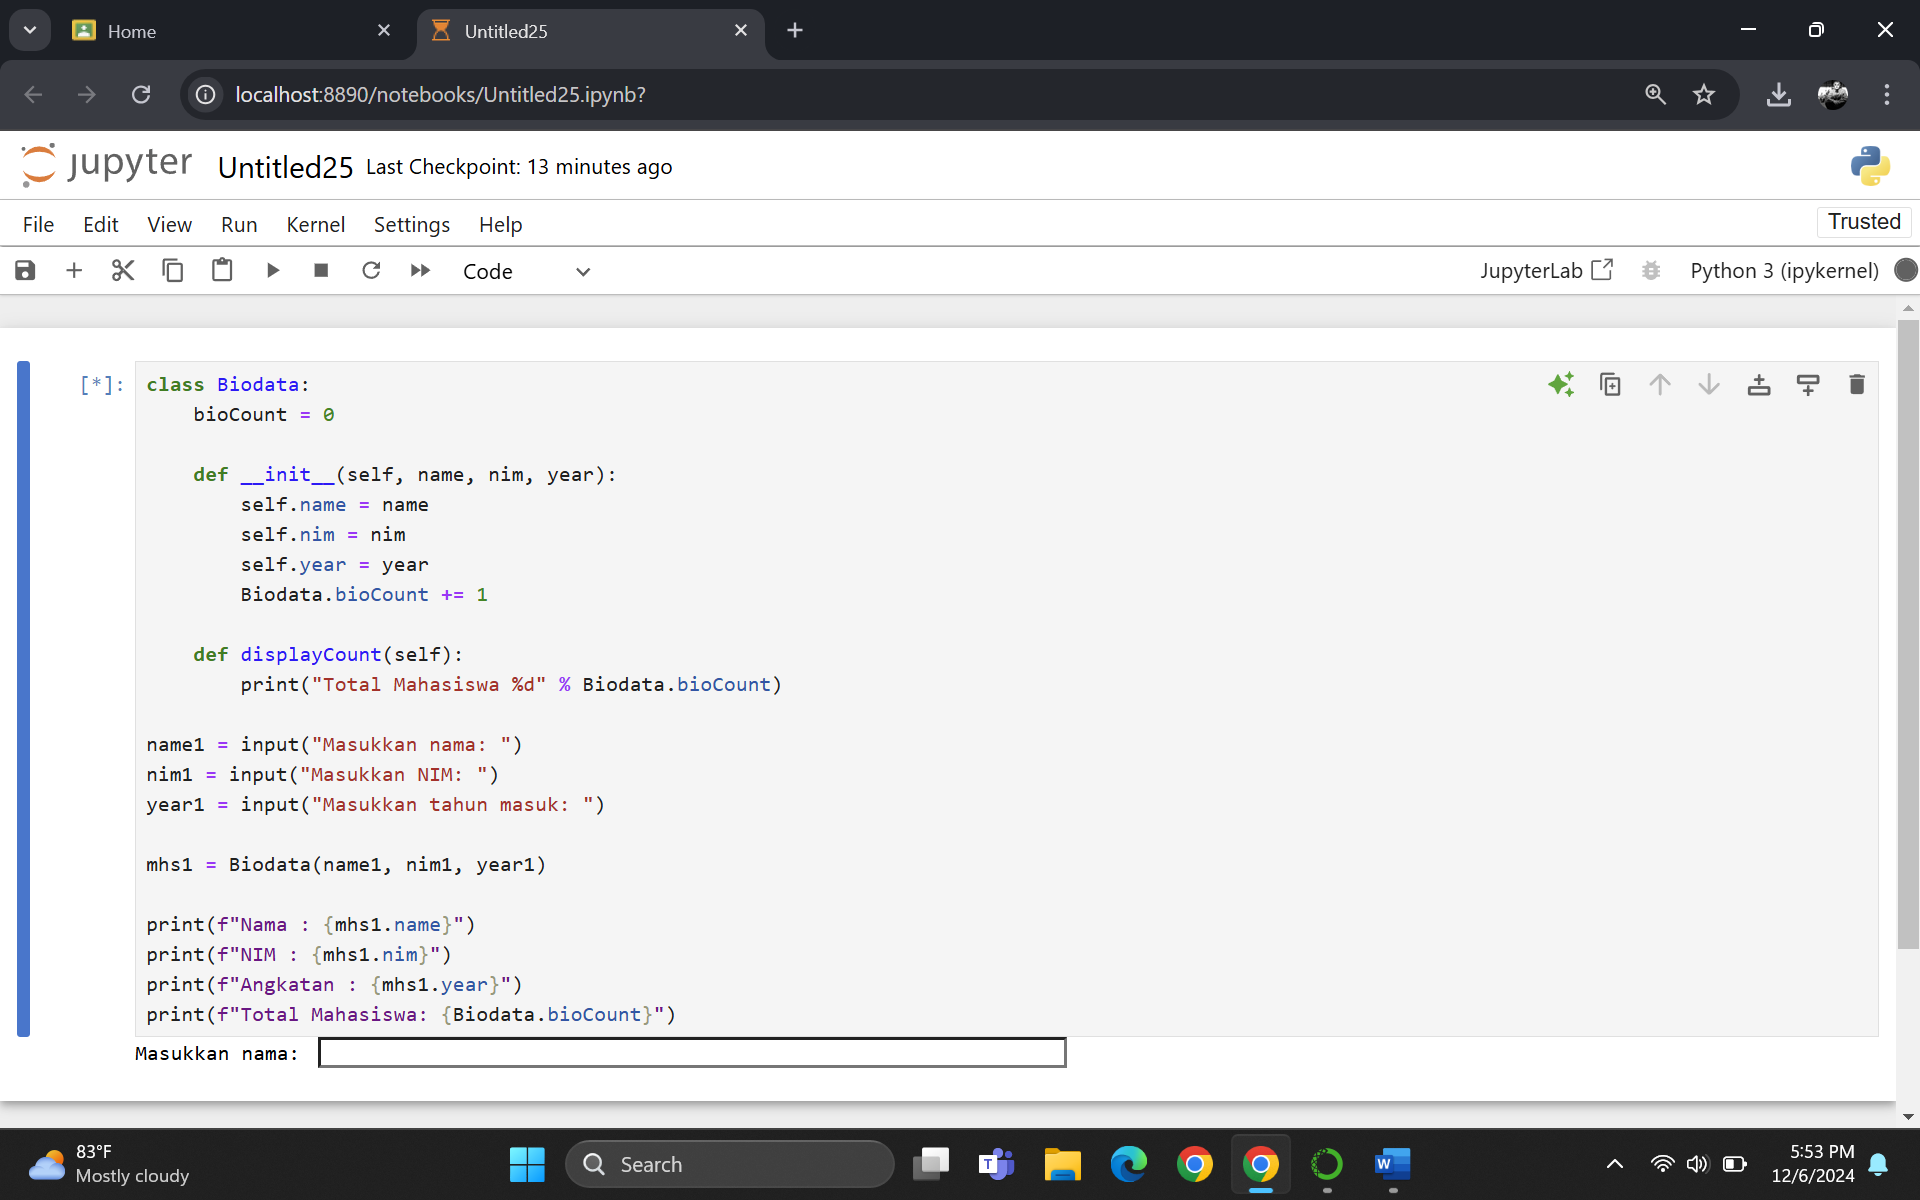 Home
Untitled25
localhost:8890/notebooks/Untitled25.ipynb?
jupyter Untitled25 Last Checkpoint: 13 minutes ago
File Edit View Run Kernel Settings Help
Trusted
Code
JupyterLab
Python 3 (ipykernel)
[*]:
class Biodata:
    bioCount = 0
    def __init__(self, name, nim, year):
        self.name = name
        self.nim = nim
        self.year = year
        Biodata.bioCount += 1
    def displayCount(self):
        print("Total Mahasiswa %d" % Biodata.bioCount)
name1 = input("Masukkan nama: ")
nim1 = input("Masukkan NIM: ")
year1 = input("Masukkan tahun masuk: ")
mhs1 = Biodata(name1, nim1, year1)
print(f"Nama : {mhs1.name}")
print(f"NIM : {mhs1.nim}")
print(f"Angkatan : {mhs1.year}")
print(f"Total Mahasiswa: {Biodata.bioCount}")
Masukkan nama:
83°F
Mostly cloudy
Search
T
W
5:53 PM
12/6/2024